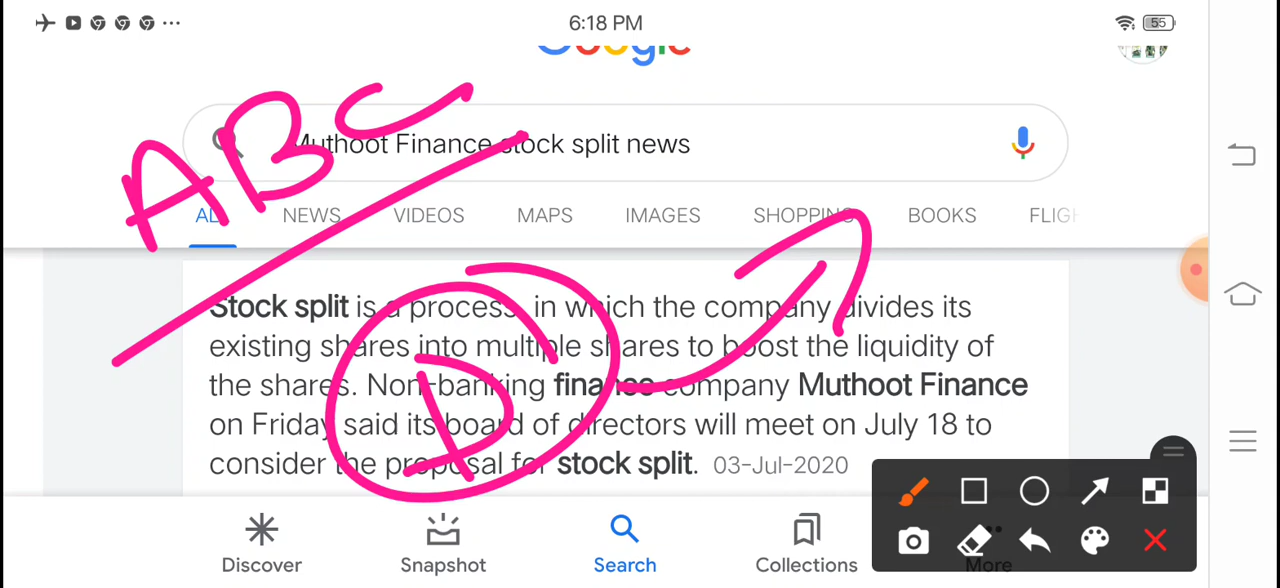 6:18 PM
55
Google
ABC
Muthoot Finance stock split news
ALL NEWS VIDEOS MAPS IMAGES SHOPPING BOOKS FLIGH
Stock split is a process, in which the company divides its
existing shares into multiple shares to boost the liquidity of
the shares. Non-banking finance company Muthoot Finance
on Friday said its board of directors will meet on July 18 to
consider the proposal for stock split. 03-Jul-2020
D
Discover Snapshot Search Collections More